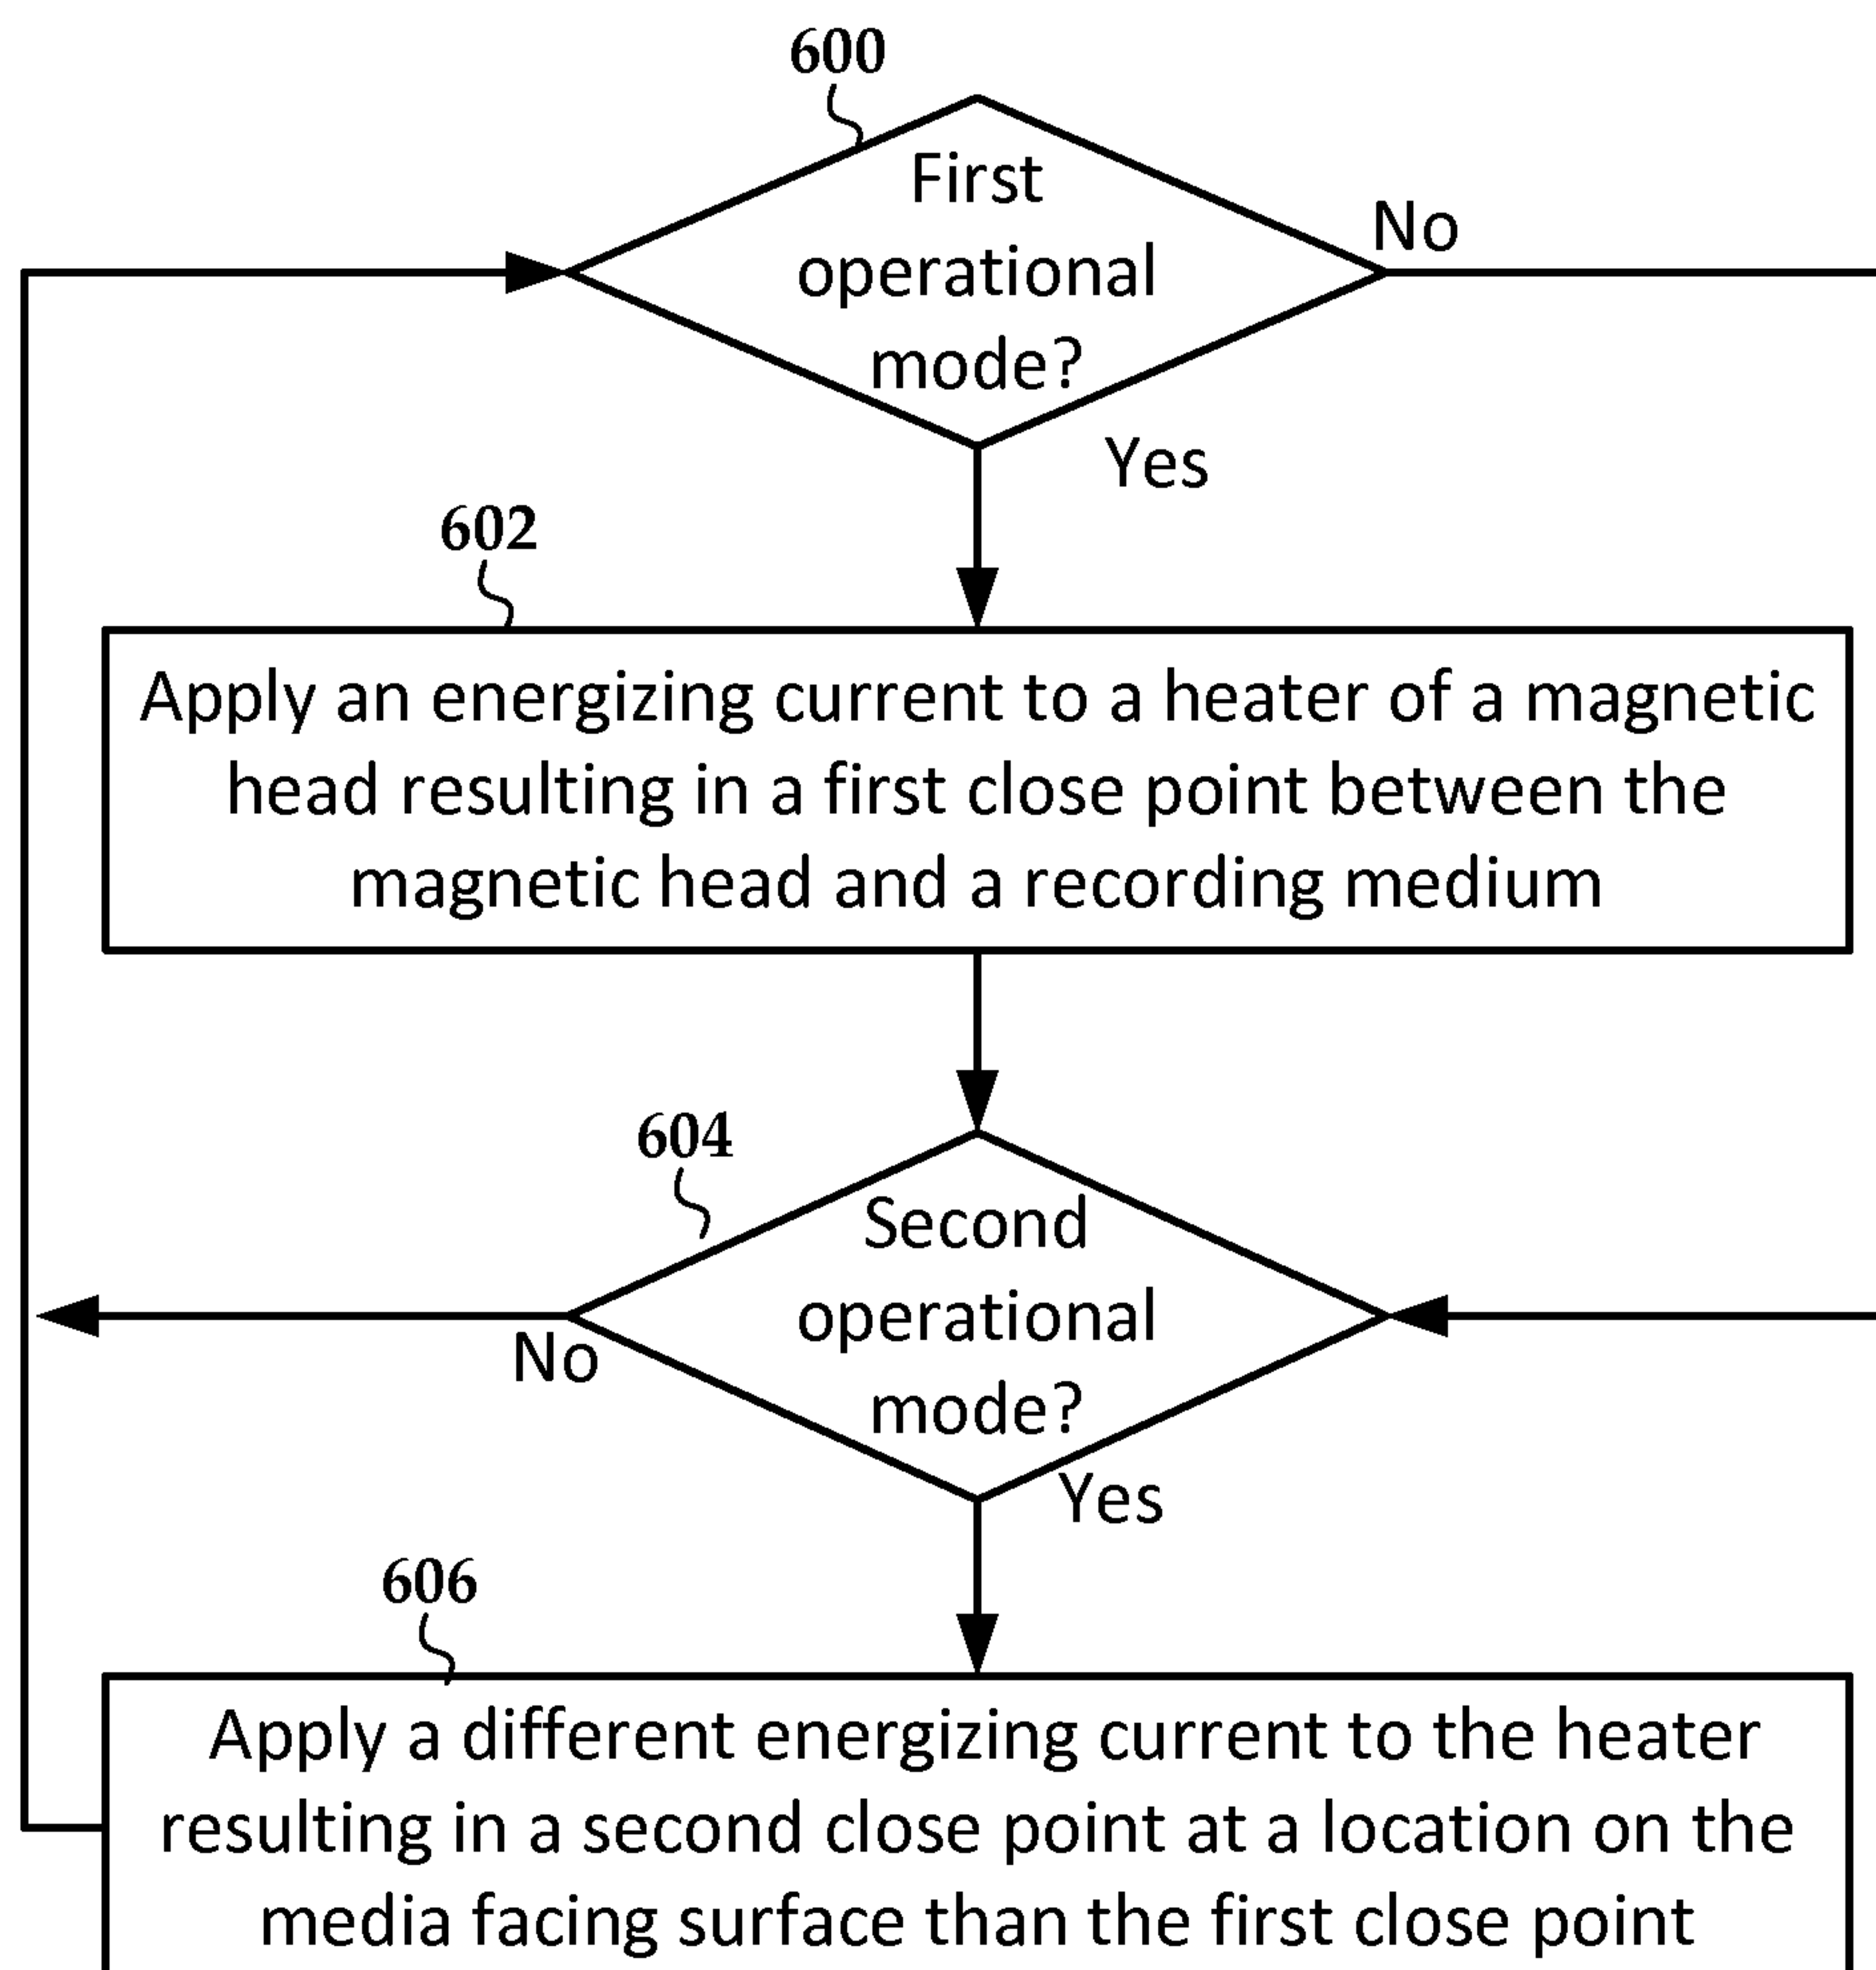 600
First
operational
mode?
No
Yes
602
Apply an energizing current to a heater of a magnetic
head resulting in a first close point between the
magnetic head and a recording medium
604
Second
operational
mode?
No
Yes
606
Apply a different energizing current to the heater
resulting in a second close point at a location on the
media facing surface than the first close point